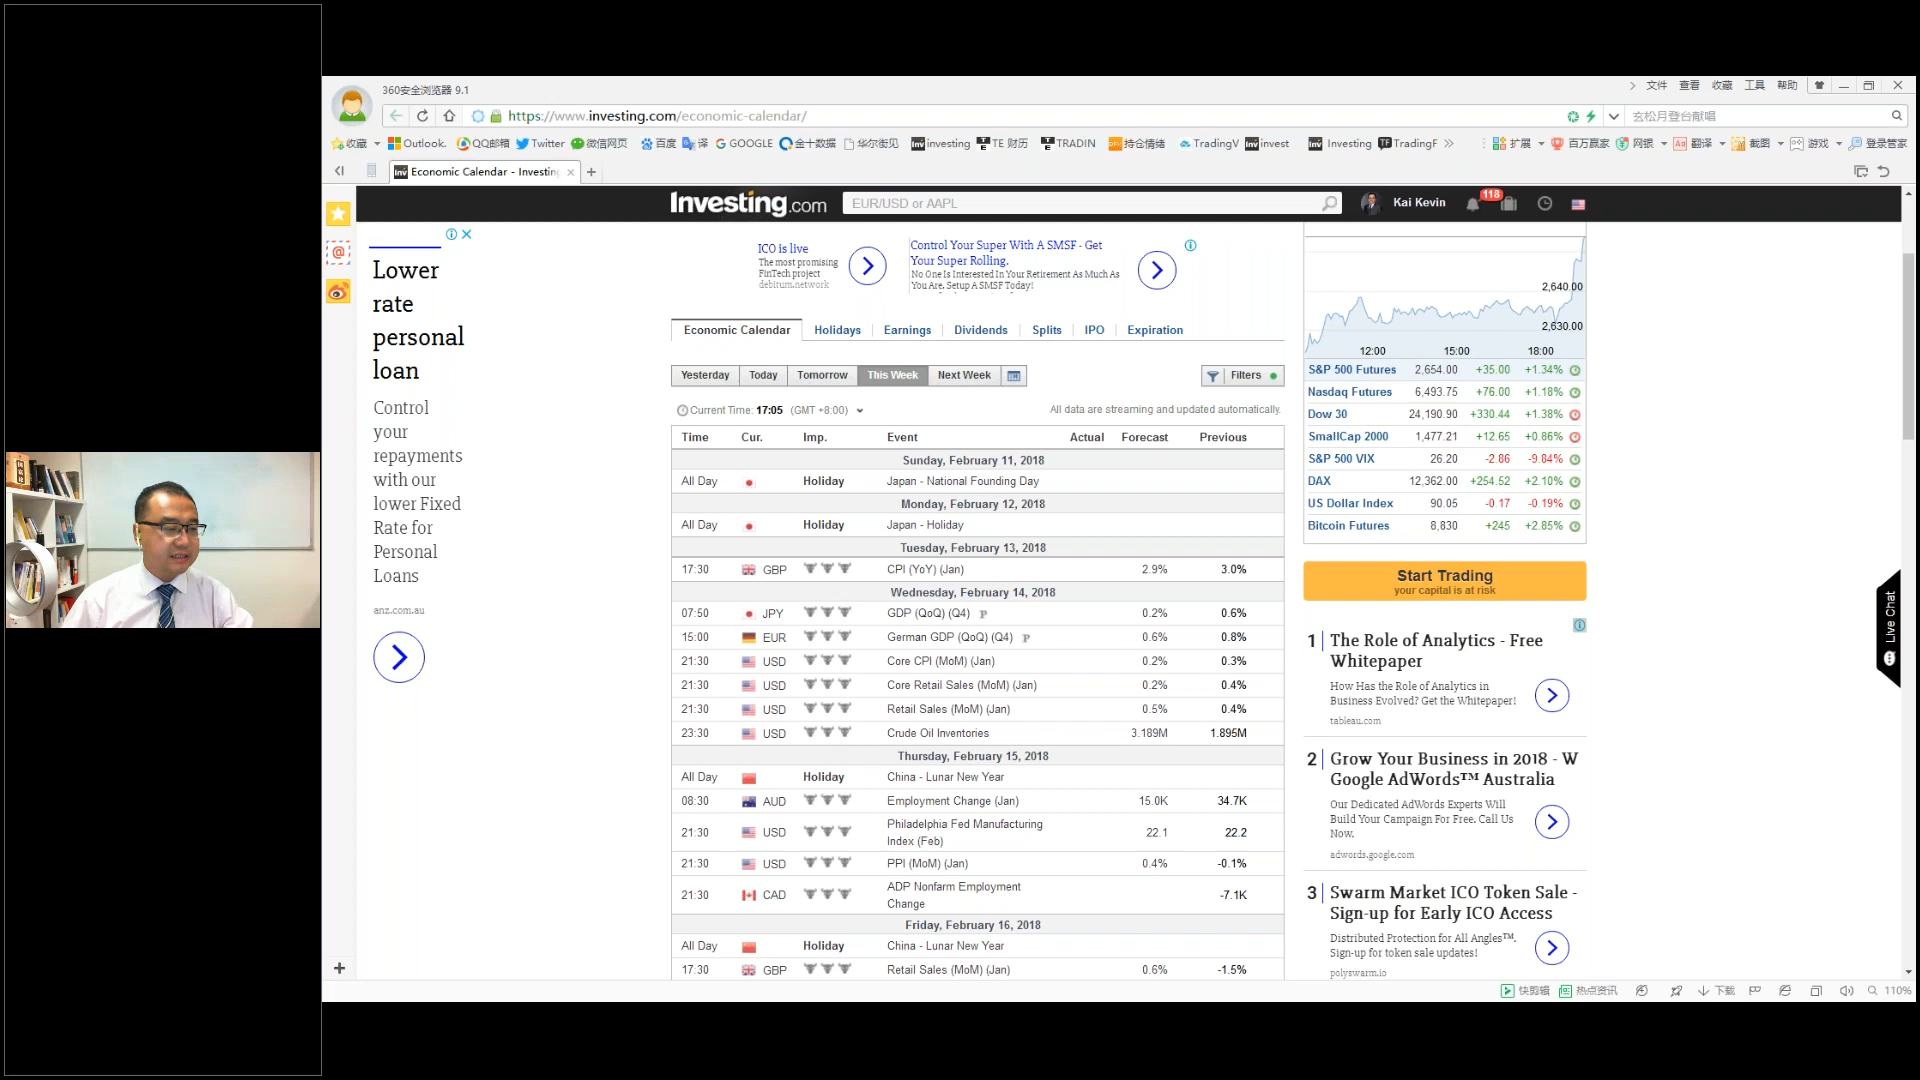 360安全浏览器 9.1
文件 查看 收藏 工具 帮助
https://www.investing.com/economic-calendar/
玄松月登台献唱
收藏 Outlook. QQ邮箱 Twitter 微信网页 百度 译 GOOGLE 金十数据 华尔街见 investing TE 财历 TRADIN 持仓情绪 TradingV invest Investing TradingF 扩展 百万赢家 网银 翻译 截图 游戏 登录管家
Economic Calendar - Investin
Investing.com
EUR/USD or AAPL
Kai Kevin
118
Lower
rate
personal
loan
Control
your
repayments
with our
lower Fixed
Rate for
Personal
Loans
anz.com.au
ICO is live
The most promising
FinTech project
debitum.network
Control Your Super With A SMSF - Get
Your Super Rolling.
No One Is Interested In Your Retirement As Much As
You Are. Setup A SMSF Today!
Economic Calendar Holidays Earnings Dividends Splits IPO Expiration
Yesterday Today Tomorrow This Week Next Week Filters
Current Time: 17:05 (GMT +8:00)
All data are streaming and updated automatically.
Time Cur. Imp. Event Actual Forecast Previous
Sunday, February 11, 2018
All Day Holiday Japan - National Founding Day
Monday, February 12, 2018
All Day Holiday Japan - Holiday
Tuesday, February 13, 2018
17:30 GBP CPI (YoY) (Jan) 2.9% 3.0%
Wednesday, February 14, 2018
07:50 JPY GDP (QoQ) (Q4) P 0.2% 0.6%
15:00 EUR German GDP (QoQ) (Q4) P 0.6% 0.8%
21:30 USD Core CPI (MoM) (Jan) 0.2% 0.3%
21:30 USD Core Retail Sales (MoM) (Jan) 0.2% 0.4%
21:30 USD Retail Sales (MoM) (Jan) 0.5% 0.4%
23:30 USD Crude Oil Inventories 3.189M 1.895M
Thursday, February 15, 2018
All Day Holiday China - Lunar New Year
08:30 AUD Employment Change (Jan) 15.0K 34.7K
21:30 USD Philadelphia Fed Manufacturing
Index (Feb) 22.1 22.2
21:30 USD PPI (MoM) (Jan) 0.4% -0.1%
21:30 CAD ADP Nonfarm Employment
Change -7.1K
Friday, February 16, 2018
All Day Holiday China - Lunar New Year
17:30 GBP Retail Sales (MoM) (Jan) 0.6% -1.5%
2,640.00
2,630.00
12:00 15:00 18:00
S&P 500 Futures 2,654.00 +35.00 +1.34%
Nasdaq Futures 6,493.75 +76.00 +1.18%
Dow 30 24,190.90 +330.44 +1.38%
SmallCap 2000 1,477.21 +12.65 +0.86%
S&P 500 VIX 26.20 -2.86 -9.84%
DAX 12,362.00 +254.52 +2.10%
US Dollar Index 90.05 -0.17 -0.19%
Bitcoin Futures 8,830 +245 +2.85%
Start Trading
your capital is at risk
1 The Role of Analytics - Free
Whitepaper
How Has the Role of Analytics in
Business Evolved? Get the Whitepaper!
tableau.com
2 Grow Your Business in 2018 - W
Google AdWords™ Australia
Our Dedicated AdWords Experts Will
Build Your Campaign For Free. Call Us
Now.
adwords.google.com
3 Swarm Market ICO Token Sale -
Sign-up for Early ICO Access
Distributed Protection for All Angles™.
Sign-up for token sale updates!
polyswarm.io
Live Chat
快剪辑 热点资讯 下载 110%